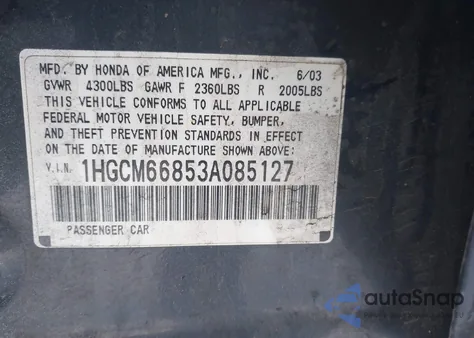 MFD. BY HONDA OF AMERICA MFG., INC. 6/03
GVWR 4300LBS GAWR F 2360LBS R 2005LBS
THIS VEHICLE CONFORMS TO ALL APPLICABLE
FEDERAL MOTOR VEHICLE SAFETY, BUMPER,
AND THEFT PREVENTION STANDARDS IN EFFECT
ON THE DATE OF MANUFACTURE SHOWN ABOVE:
V.I.N. 1HGCM66853A085127
PASSENGER CAR
autoSnap